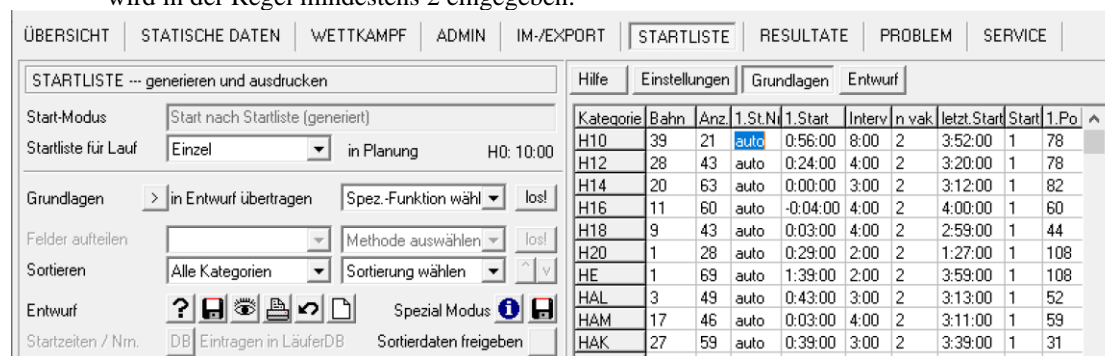 wird in der Regel mindestens 2 eingegeben.
ÜBERSICHT STATISCHE DATEN WETTKAMPF ADMIN IM-/EXPORT STARTLISTE RESULTATE PROBLEM SERVICE
STARTLISTE --- generieren und ausdrucken
Start-Modus Start nach Startliste (generiert)
Startliste für Lauf Einzel in Planung H0: 10:00
Grundlagen > in Entwurf übertragen Spez.-Funktion wähl los!
Felder aufteilen Methode auswählen los!
Sortieren Alle Kategorien Sortierung wählen ^ v
Entwurf ? Spezial Modus i
Startzeiten / Nrn. DB Eintragen in LäuferDB Sortierdaten freigeben
Hilfe Einstellungen Grundlagen Entwurf
Kategorie Bahn Anz. 1.St.Nr 1.Start Interv n vak letzt.Start Start 1.Po
H10 39 21 auto 0:56:00 8:00 2 3:52:00 1 78
H12 28 43 auto 0:24:00 4:00 2 3:20:00 1 78
H14 20 63 auto 0:00:00 3:00 2 3:12:00 1 82
H16 11 60 auto -0:04:00 4:00 2 4:00:00 1 60
H18 9 43 auto 0:03:00 4:00 2 2:59:00 1 44
H20 1 28 auto 0:29:00 2:00 2 1:27:00 1 108
HE 1 69 auto 1:39:00 2:00 2 3:59:00 1 108
HAL 3 49 auto 0:43:00 3:00 2 3:13:00 1 52
HAM 17 46 auto 0:03:00 4:00 2 3:11:00 1 59
HAK 27 59 auto 0:39:00 3:00 2 3:39:00 1 31